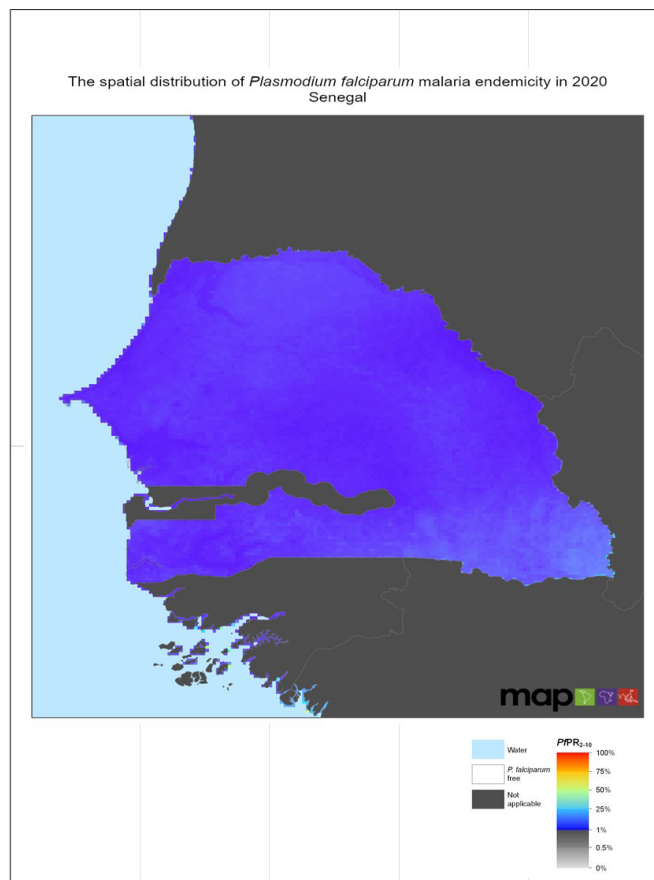 The spatial distribution of Plasmodium falciparum malaria endemicity in 2020
Senegal
map
Water
P. falciparum
free
Not
applicable
PfPR2-10
100%
75%
50%
25%
1%
0.5%
0%